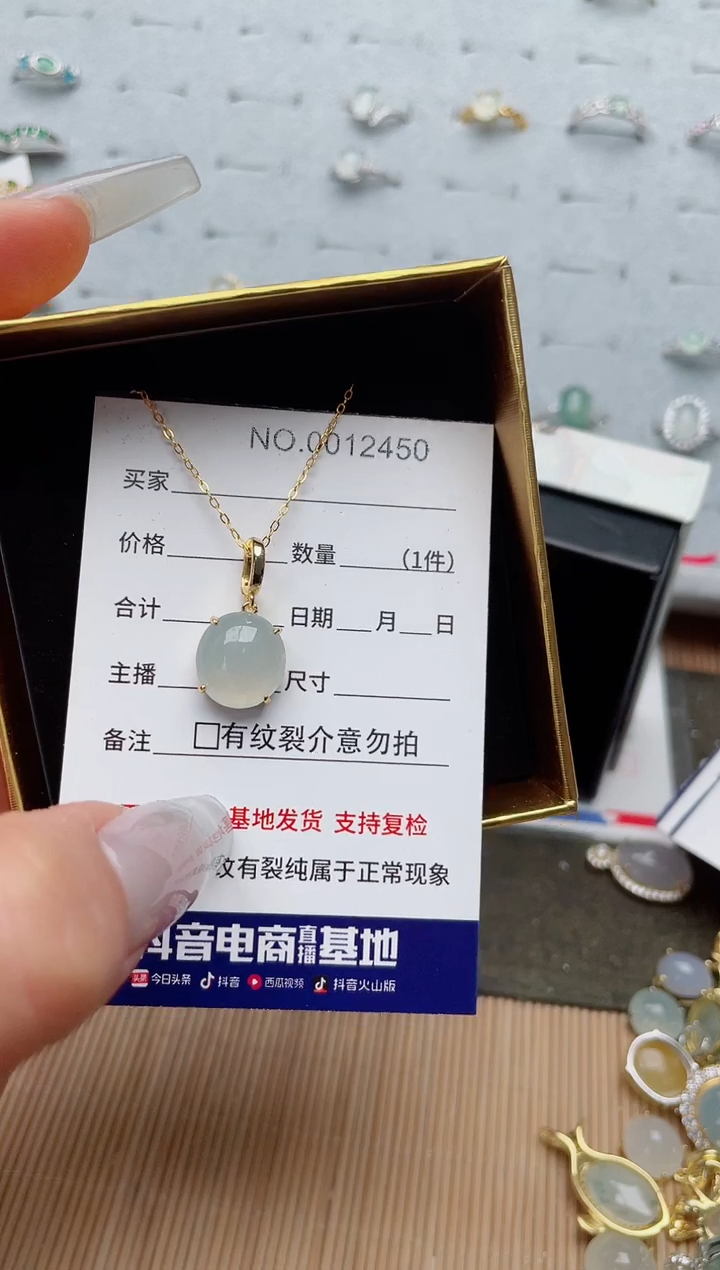 NO.0012450
买家
价格 数量 (1件)
合计 日期 月 日
主播 尺寸
备注 □有纹裂介意勿拍
基地发货 支持复检
纹有裂纯属于正常现象
抖音电商直播基地
头条 今日头条 抖音 西瓜视频 抖音火山版